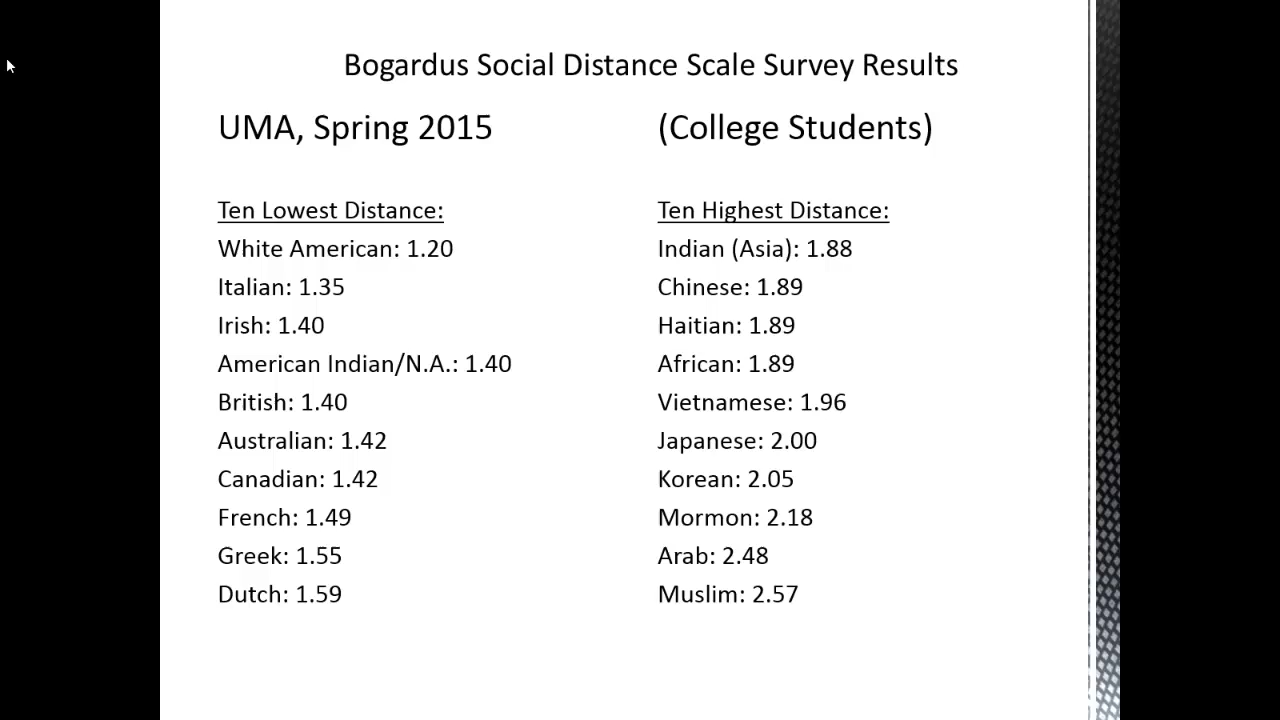 Bogardus Social Distance Scale Survey Results
UMA, Spring 2015
Ten Lowest Distance:
White American: 1.20
Italian: 1.35
Irish: 1.40
American Indian/N.A.: 1.40
British: 1.40
Australian: 1.42
Canadian: 1.42
French: 1.49
Greek: 1.55
Dutch: 1.59
(College Students)
Ten Highest Distance:
Indian (Asia): 1.88
Chinese: 1.89
Haitian: 1.89
African: 1.89
Vietnamese: 1.96
Japanese: 2.00
Korean: 2.05
Mormon: 2.18
Arab: 2.48
Muslim: 2.57